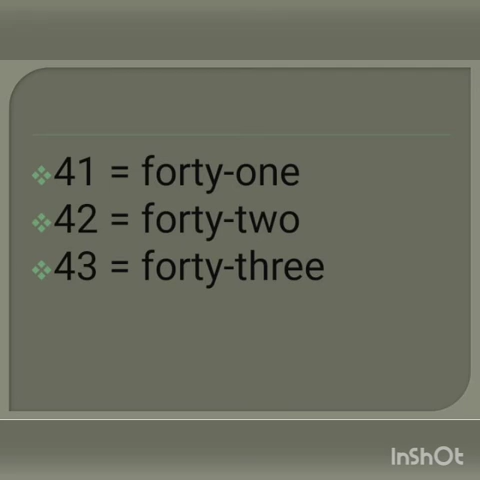 ❖41 = forty-one
❖42 = forty-two
❖43 = forty-three
InShOt